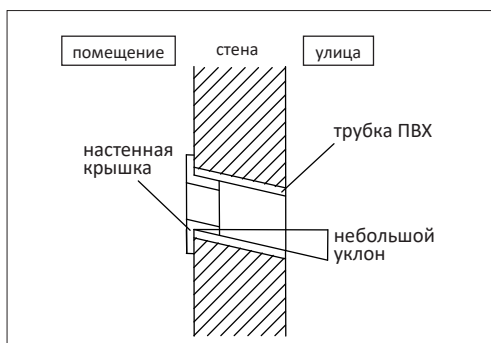 помещение
стена
улица
трубка ПВХ
настенная
крышка
небольшой
уклон